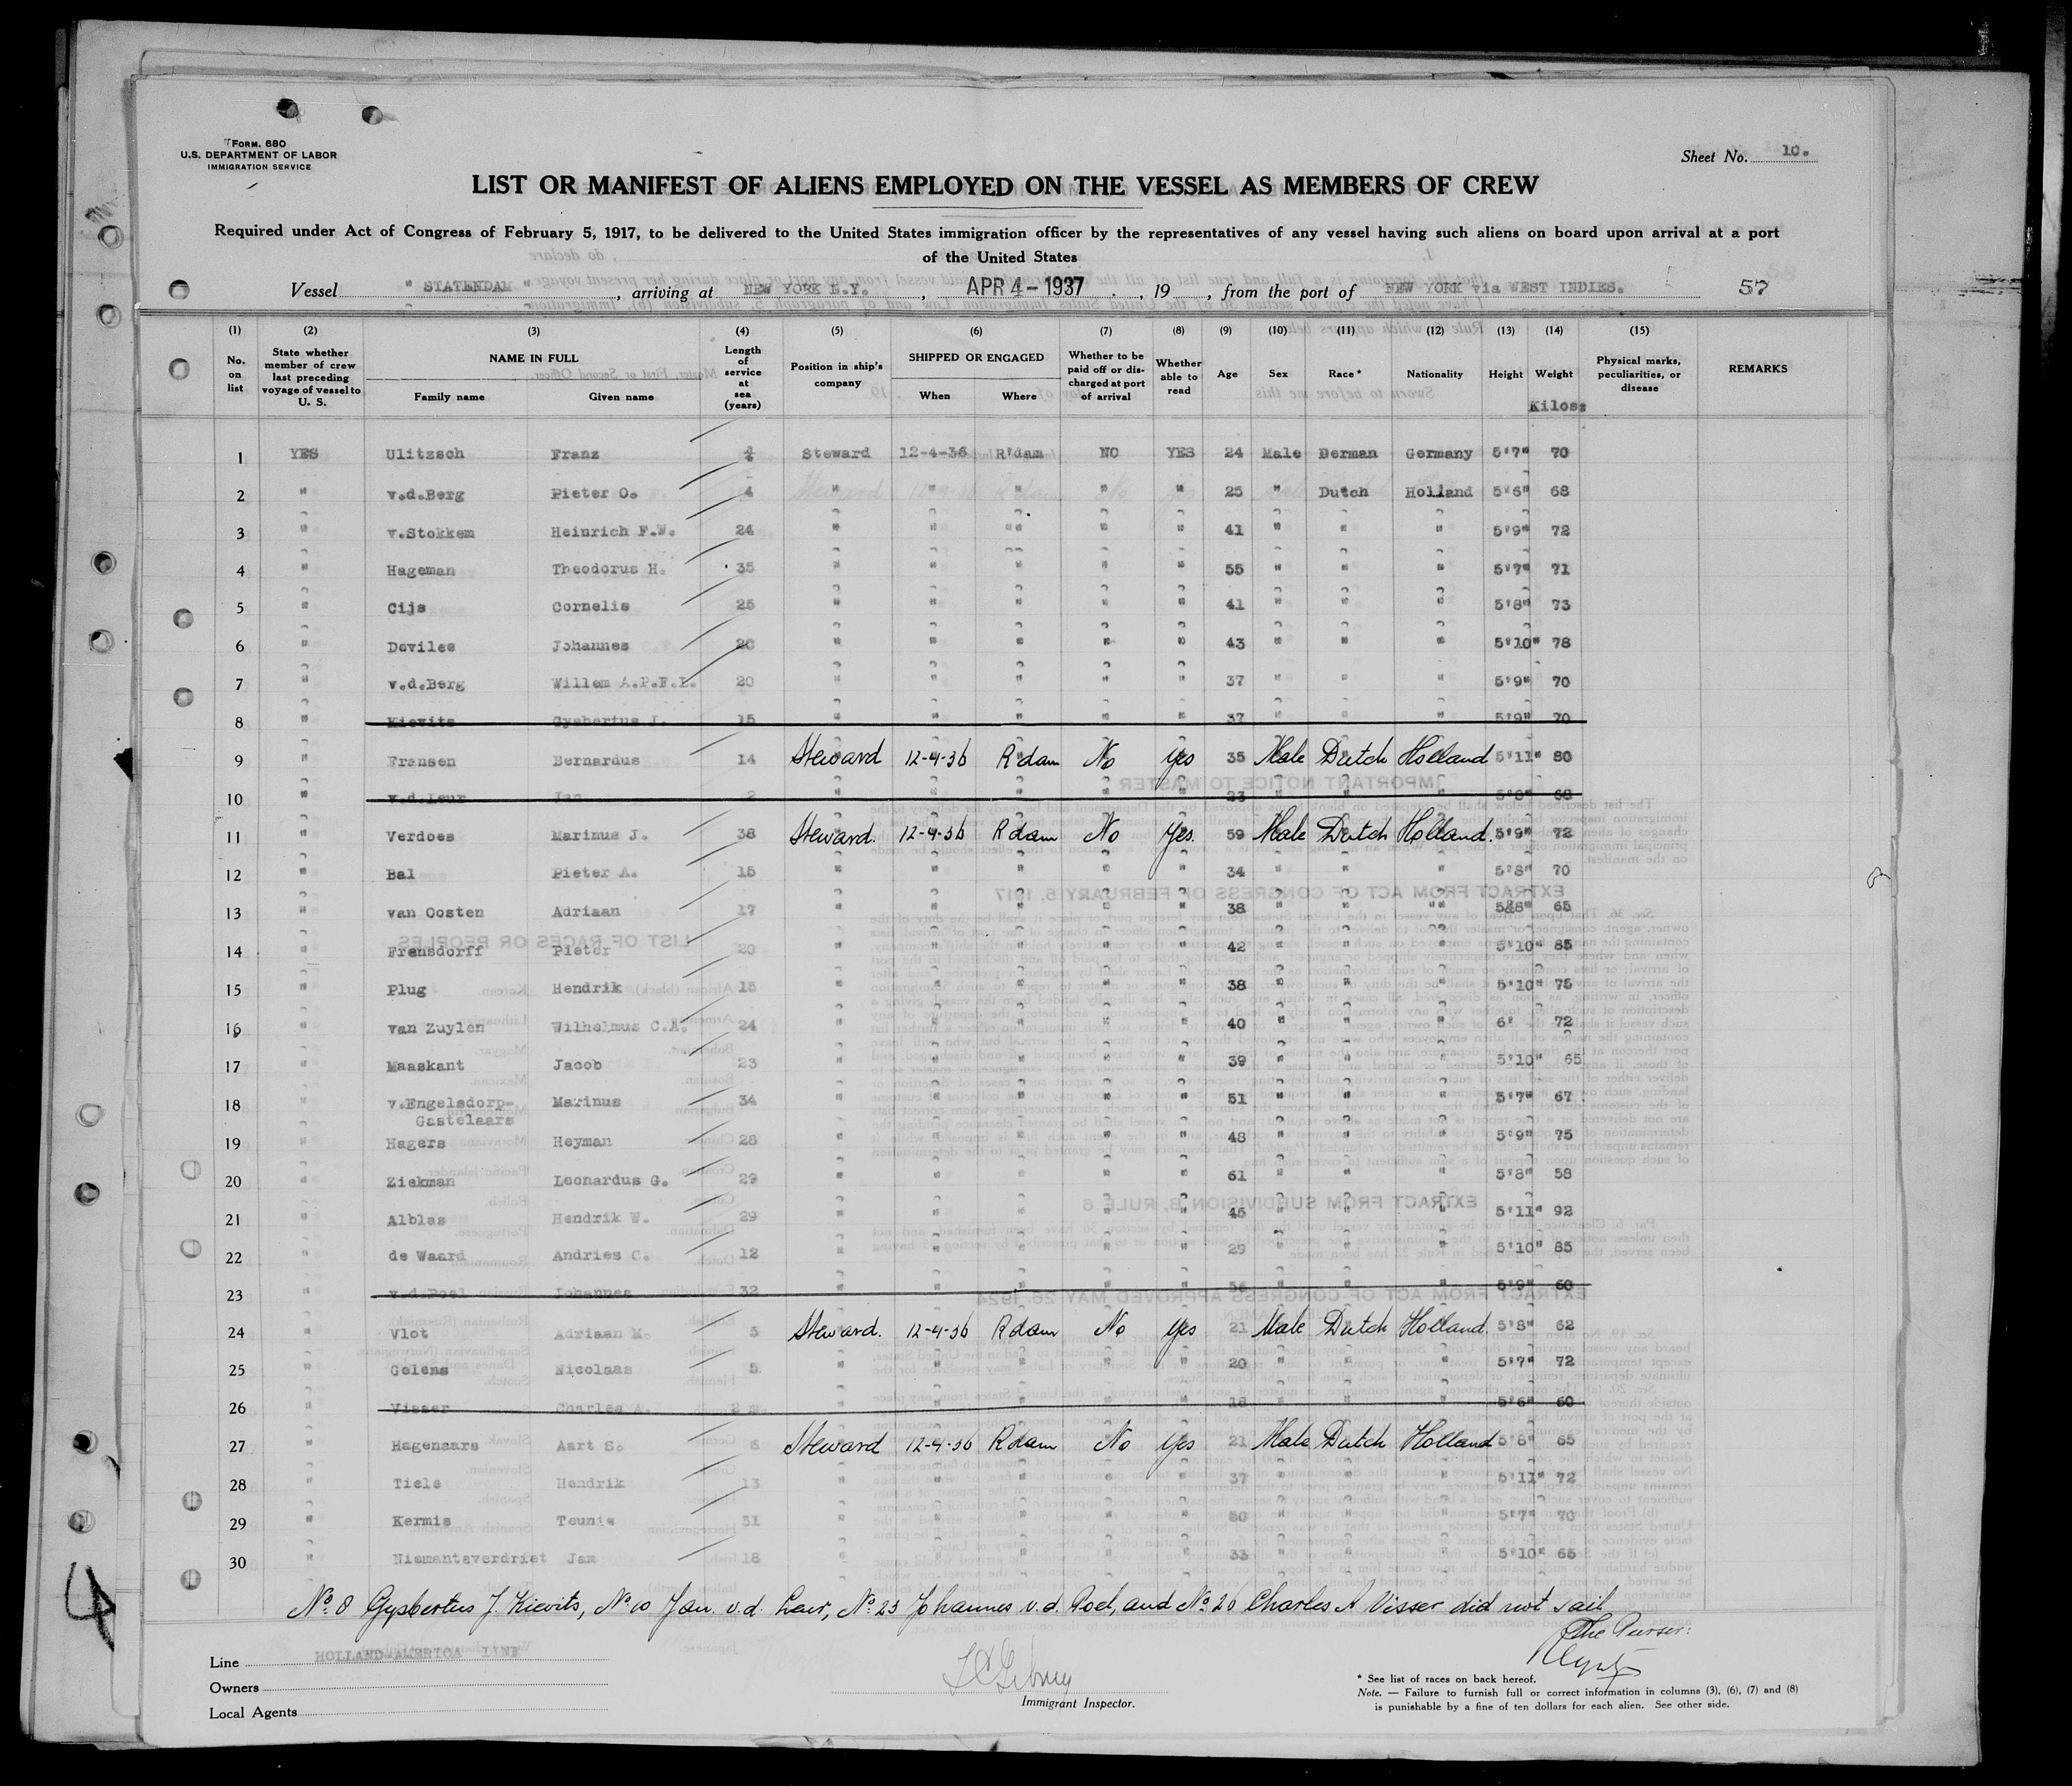 FORM. 680
U.S. DEPARTMENT OF LABOR
IMMIGRATION SERVICE
Sheet No. 10.
LIST OR MANIFEST OF ALIENS EMPLOYED ON THE VESSEL AS MEMBERS OF CREW
Required under Act of Congress of February 5, 1917, to be delivered to the United States immigration officer by the representatives of any vessel having such aliens on board upon arrival at a port
of the United States
Vessel "STATENDAM", arriving at NEW YORK N.Y., APR 4-1937, 19 , from the port of NEW YORK via WEST INDIES. 57
(1) (2) (3) (4) (5) (6) (7) (8) (9) (10) (11) (12) (13) (14) (15)
No. on list | State whether member of crew last preceding voyage of vessel to U. S. | NAME IN FULL Family name Given name | Length of service at sea (years) | Position in ship's company | SHIPPED OR ENGAGED When Where | Whether to be paid off or discharged at port of arrival | Whether able to read | Age | Sex | Race* | Nationality | Height | Weight Kilos: | Physical marks, peculiarities, or disease | REMARKS
1 YES Ulitzsch Franz Steward 12-4-36 R'dam NO YES 24 Male Derman Germany 5'7" 70
2 " v.d.Berg Pieter O. 4 " " " " " 25 " Dutch Holland 5'6" 68
3 " v.Stokkem Heinrich F.W. 24 " " " " " 41 " " " 5'9" 72
4 " Hageman Theodorus H. 35 " " " " " 55 " " " 5'7" 71
5 " Cijs Cornelis 25 " " " " " 41 " " " 5'8" 73
6 " Deviles Johannes 20 " " " " " 43 " " " 5'10" 78
7 " v.d.Berg Willem A.P.F.L. 20 " " " " " 37 " " " 5'9" 70
8 " Kievits Gysbertus J. 15 " " " " " 37 " " " 5'9" 70
9 " Fransen Bernardus 14 Steward 12-4-36 R'dam No Yes 35 Male Dutch Holland 5'11" 80
10 " v.d.Leur Jan 2 " " " " " 23 " " " 5'8" 68
11 " Verdoes Marinus J. 38 Steward. 12-4-36 R'dam No Yes. 59 Male Dutch Holland. 5'9" 72
12 " Bal Pieter A. 15 " " " " " 34 " " " 5'8" 70
13 " van Oosten Adriaan 17 " " " " " 38 " " "" 5&8" 65
14 " Frensdorff Pieter 20 " " " " " 42 " " " 5'10" 85
15 " Plug Hendrik 15 " " " " " 38 " " " 5'10" 75
16 " van Zuylen Wilhelmus C.A. 24 " " " " " 40 " " " 6' 72
17 " Maaskant Jacob 23 " " " " " 39 " " " 5'10" 65
18 " v.Engelsdorp-Gastelaars Marinus 34 " " " " " 51 " " " 5'7" 67
19 " Hagers Heyman 28 " " " " " 48 " " " 5'9" 75
20 " Ziekman Leonardus G. 29 " " " " " 61 " " " 5'8" 58
21 " Alblas Hendrik W. 29 " " " " " 45 " " " 5'11" 92
22 " de Waard Andries C. 12 " " " " " 29 " " " 5'10" 85
23 " v.d.Poel Johannes 32 " " " " " 56 " " " 5'9" 60
24 " Vlot Adriaan M. 5 Steward. 12-4-36 R'dam No Yes 21 Male Dutch Holland. 5'8" 62
25 " Gelens Nicolaas 5 " " " " " 20 " " " 5'7" 72
26 " Visser Charles A. " " " " " 18 " " " 5'6" 60
27 " Hagenaars Aart S. Steward 12-4-36 R'dam No Yes 21 Male Dutch Holland 5'8" 65
28 " Tiele Hendrik 13 " " " " " 37 " " " 5'11" 72
29 " Kermis Teunis 31 " " " " " 50 " " " 5'7" 70
30 " Nismantsverdriet Jan 18 " " " " " 33 " " " 5'10" 65
No. 8 Gysbertus J. Kievits, No. 10 Jan v.d. Leur, No. 23 Johannes v.d. Poel, and No. 26 Charles A Visser did not sail
The Purser:
Line HOLLAND-AMERICA LINE
Owners
Local Agents
Immigrant Inspector.
* See list of races on back hereof.
Note. — Failure to furnish full or correct information in columns (3), (6), (7) and (8)
is punishable by a fine of ten dollars for each alien. See other side.